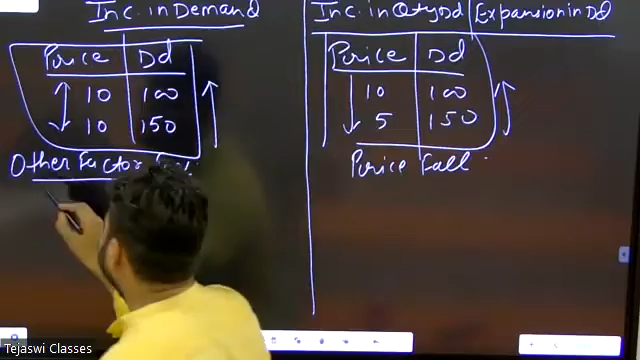 Inc. in Demand
Price Dd
10 100
10 150
Other Factor
Inc. in Qty Dd Expansion in Dd
Price Dd
10 100
5 150
Price Fall
Tejaswi Classes